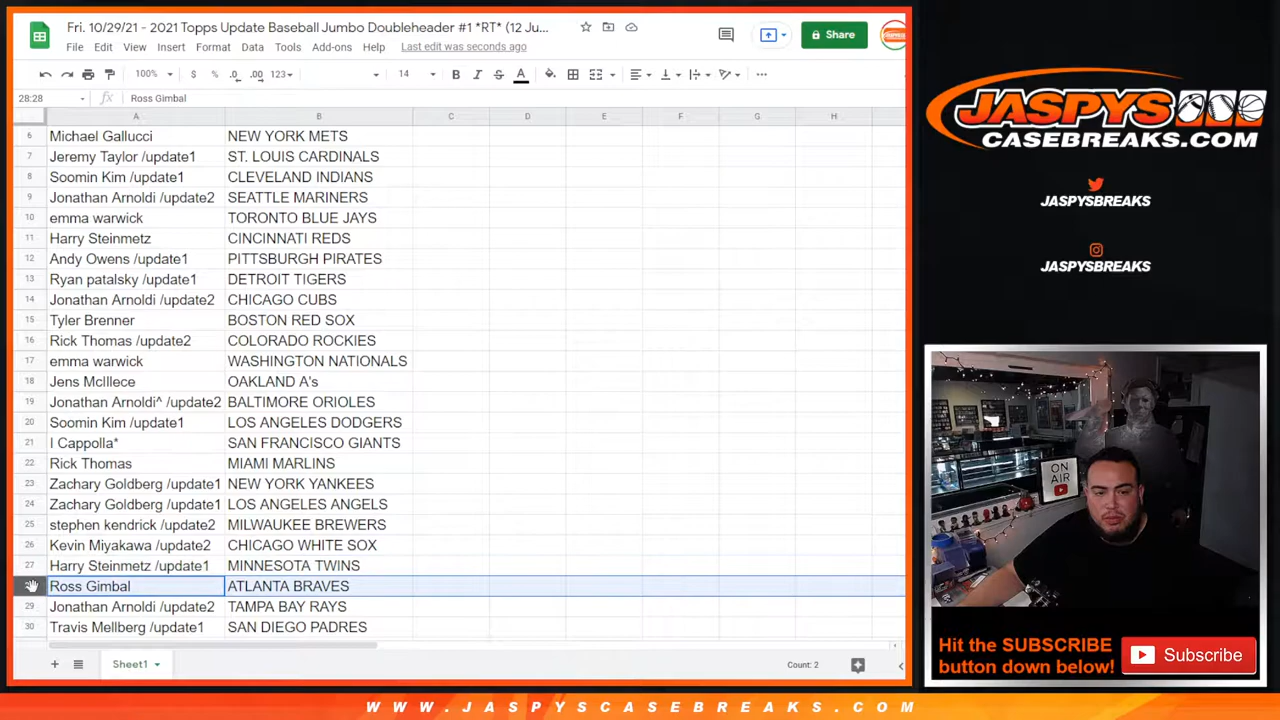 Fri. 10/29/21 - 2021 Topps Update Baseball Jumbo Doubleheader #1 *RT* (12 Ju...
Share
File Edit View Insert Format Data Tools Add-ons Help Last edit was seconds ago
100% $ % .0 .00 123 14 B I S A
28:28 fx Ross Gimbal
A B C D E F G H
6 Michael Gallucci NEW YORK METS
7 Jeremy Taylor /update1 ST. LOUIS CARDINALS
8 Soomin Kim /update1 CLEVELAND INDIANS
9 Jonathan Arnoldi /update2 SEATTLE MARINERS
10 emma warwick TORONTO BLUE JAYS
11 Harry Steinmetz CINCINNATI REDS
12 Andy Owens /update1 PITTSBURGH PIRATES
13 Ryan patalsky /update1 DETROIT TIGERS
14 Jonathan Arnoldi /update2 CHICAGO CUBS
15 Tyler Brenner BOSTON RED SOX
16 Rick Thomas /update2 COLORADO ROCKIES
17 emma warwick WASHINGTON NATIONALS
18 Jens McIllece OAKLAND A's
19 Jonathan Arnoldi^ /update2 BALTIMORE ORIOLES
20 Soomin Kim /update1 LOS ANGELES DODGERS
21 I Cappolla* SAN FRANCISCO GIANTS
22 Rick Thomas MIAMI MARLINS
23 Zachary Goldberg /update1 NEW YORK YANKEES
24 Zachary Goldberg /update1 LOS ANGELES ANGELS
25 stephen kendrick /update2 MILWAUKEE BREWERS
26 Kevin Miyakawa /update2 CHICAGO WHITE SOX
27 Harry Steinmetz /update1 MINNESOTA TWINS
Ross Gimbal ATLANTA BRAVES
29 Jonathan Arnoldi /update2 TAMPA BAY RAYS
30 Travis Mellberg /update1 SAN DIEGO PADRES
Sheet1 Count: 2
JASPYS
CASEBREAKS.COM
JASPYSBREAKS
JASPYSBREAKS
ON
AIR
Hit the SUBSCRIBE
button down below!
Subscribe
WWW.JASPYSCASEBREAKS.COM